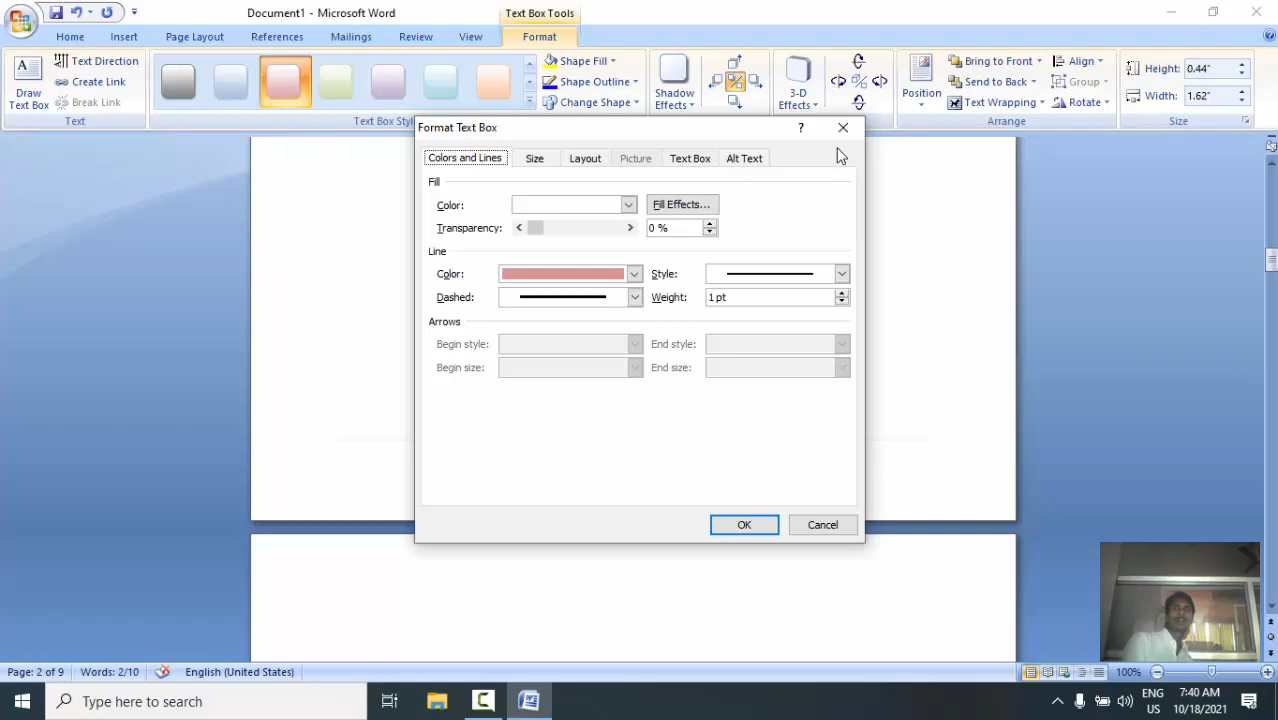 Document1 - Microsoft Word
Text Box Tools
Home Insert Page Layout References Mailings Review View Format
Draw Text Box
Text Direction
Create Link
Break Link
Text
Shape Fill
Shape Outline
Change Shape
Text Box Styl
Shadow Effects
3-D Effects
Position
Bring to Front
Send to Back
Text Wrapping
Align
Group
Rotate
Arrange
Height: 0.44"
Width: 1.62"
Size
Format Text Box
?
Colors and Lines Size Layout Picture Text Box Alt Text
Fill
Color: Fill Effects...
Transparency: 0 %
Line
Color: Style:
Dashed: Weight: 1 pt
Arrows
Begin style: End style:
Begin size: End size:
OK Cancel
Page: 2 of 9 Words: 2/10 English (United States) 100%
Type here to search
ENG US
7:40 AM
10/18/2021